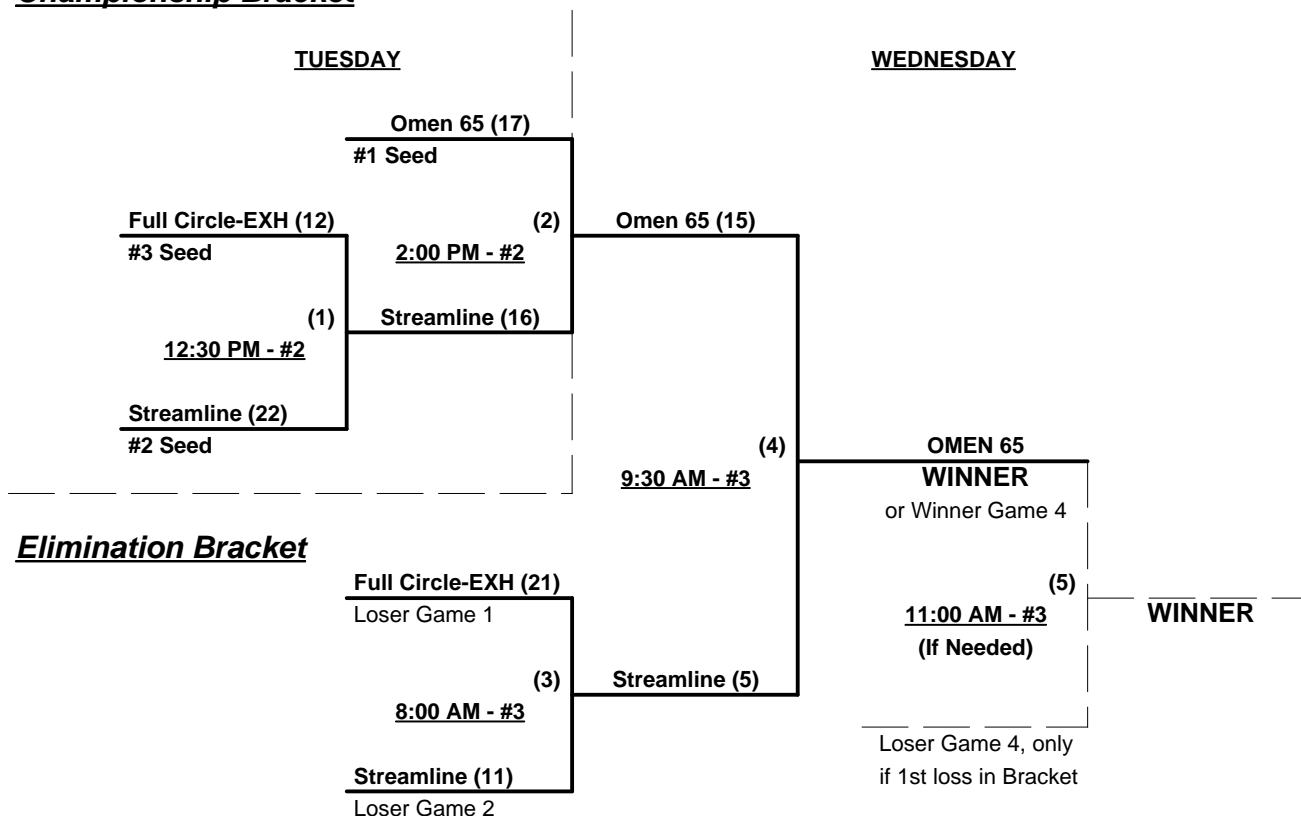 Championship Bracket
TUESDAY
WEDNESDAY
Omen 65 (17)
#1 Seed
Full Circle-EXH (12)
(2)
Omen 65 (15)
#3 Seed
2:00 PM - #2
(1)
Streamline (16)
12:30 PM - #2
Streamline (22)
#2 Seed
(4)
OMEN 65
9:30 AM - #3
WINNER
or Winner Game 4
Elimination Bracket
Full Circle-EXH (21)
(5)
Loser Game 1
11:00 AM - #3
WINNER
(If Needed)
(3)
Streamline (5)
8:00 AM - #3
Loser Game 4, only
if 1st loss in Bracket
Streamline (11)
Loser Game 2